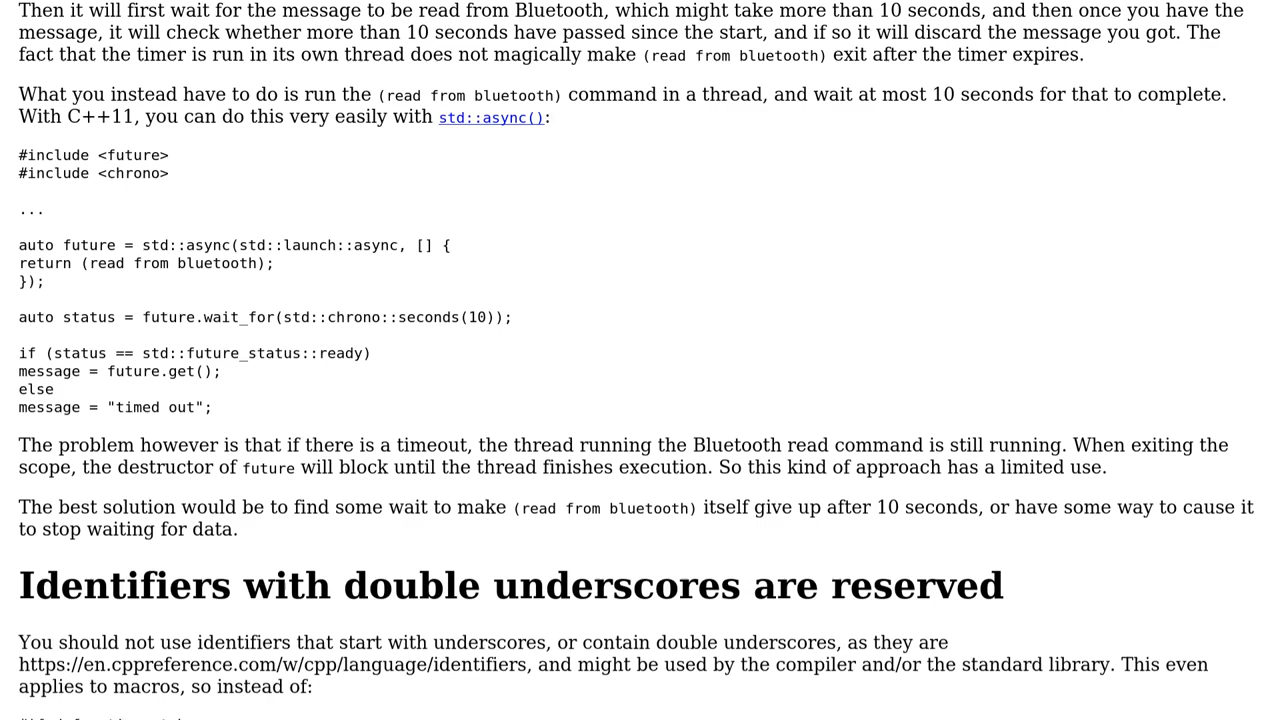 Then it will first wait for the message to be read from Bluetooth, which might take more than 10 seconds, and then once you have the
message, it will check whether more than 10 seconds have passed since the start, and if so it will discard the message you got. The
fact that the timer is run in its own thread does not magically make (read from bluetooth) exit after the timer expires.
What you instead have to do is run the (read from bluetooth) command in a thread, and wait at most 10 seconds for that to complete.
With C++11, you can do this very easily with std::async():
#include <future>
#include <chrono>
...
auto future = std::async(std::launch::async, [] {
return (read from bluetooth);
});
auto status = future.wait_for(std::chrono::seconds(10));
if (status == std::future_status::ready)
message = future.get();
else
message = "timed out";
The problem however is that if there is a timeout, the thread running the Bluetooth read command is still running. When exiting the
scope, the destructor of future will block until the thread finishes execution. So this kind of approach has a limited use.
The best solution would be to find some wait to make (read from bluetooth) itself give up after 10 seconds, or have some way to cause it
to stop waiting for data.
Identifiers with double underscores are reserved
You should not use identifiers that start with underscores, or contain double underscores, as they are
https://en.cppreference.com/w/cpp/language/identifiers, and might be used by the compiler and/or the standard library. This even
applies to macros, so instead of: